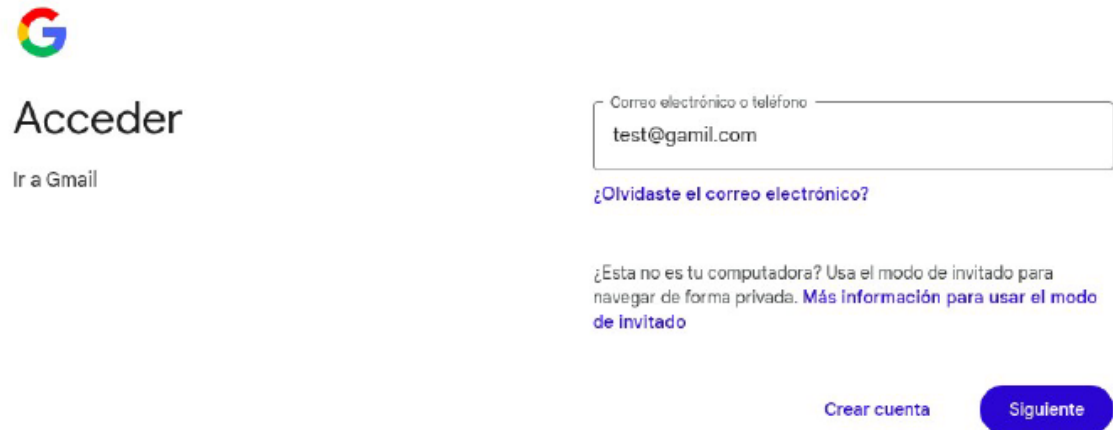 Acceder
Ir a Gmail
Correo electrónico o teléfono
test@gamil.com
¿Olvidaste el correo electrónico?
¿Esta no es tu computadora? Usa el modo de invitado para
navegar de forma privada. Más información para usar el modo
de invitado
Crear cuenta
Siguiente